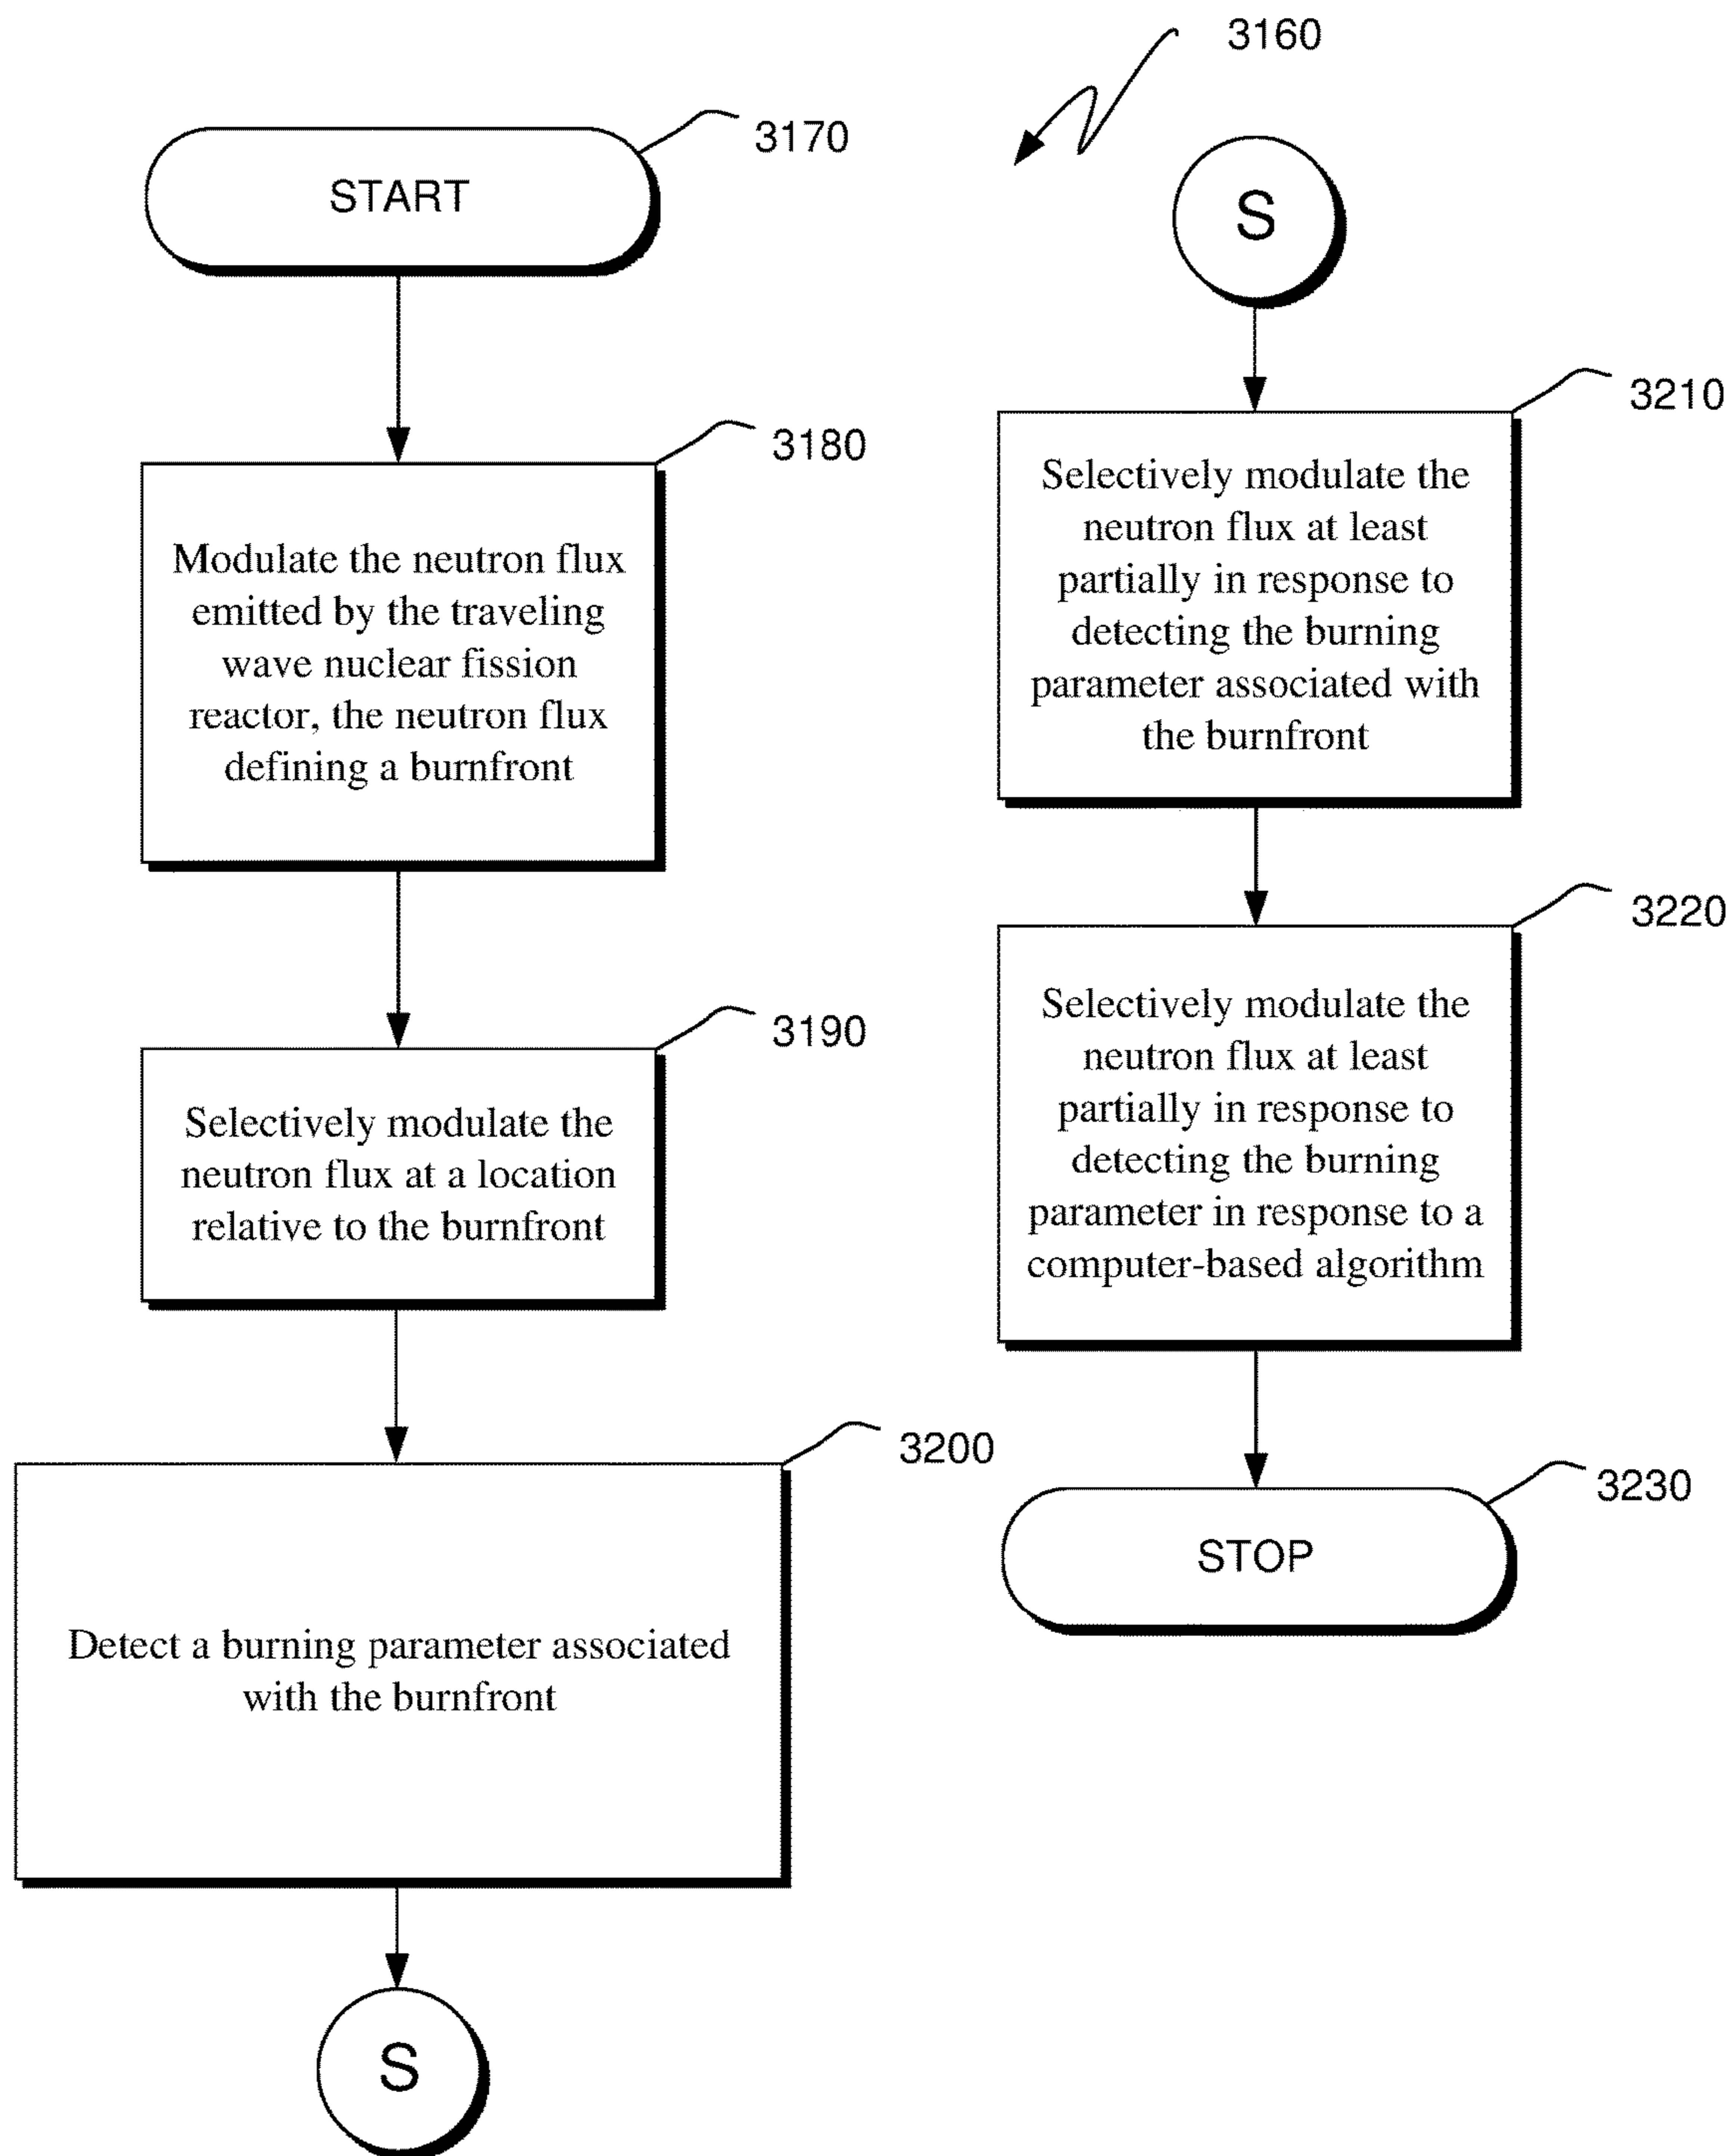 3170
START
3180
Modulate the neutron flux
emitted by the traveling
wave nuclear fission
reactor, the neutron flux
defining a burnfront
3190
Selectively modulate the
neutron flux at a location
relative to the burnfront
3200
Detect a burning parameter associated
with the burnfront
S
3160
S
3210
Selectively modulate the
neutron flux at least
partially in response to
detecting the burning
parameter associated with
the burnfront
3220
Selectively modulate the
neutron flux at least
partially in response to
detecting the burning
parameter in response to a
computer-based algorithm
3230
STOP